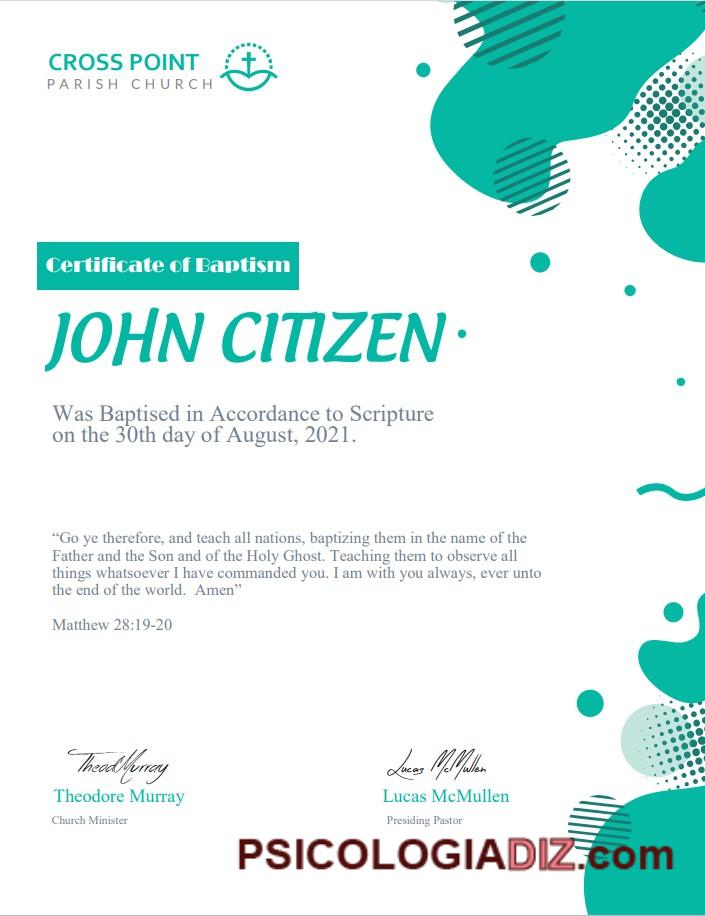 CROSS POINT
PARISH CHURCH
Certificate of Baptism
JOHN CITIZEN
Was Baptised in Accordance to Scripture
on the 30th day of August, 2021.
“Go ye therefore, and teach all nations, baptizing them in the name of the
Father and the Son and of the Holy Ghost. Teaching them to observe all
things whatsoever I have commanded you. I am with you always, ever unto
the end of the world.  Amen”
Matthew 28:19-20
TheodMurray
Lucas McMullen
Theodore Murray
Lucas McMullen
Church Minister
Presiding Pastor
PSICOLOGIADIZ.com